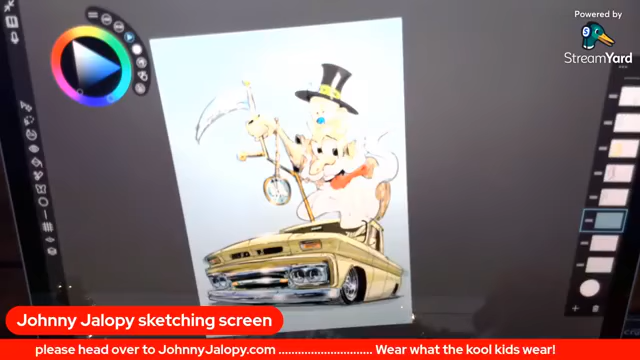 Powered by
StreamYard
Johnny Jalopy sketching screen
please head over to JohnnyJalopy.com ............................ Wear what the kool kids wear!